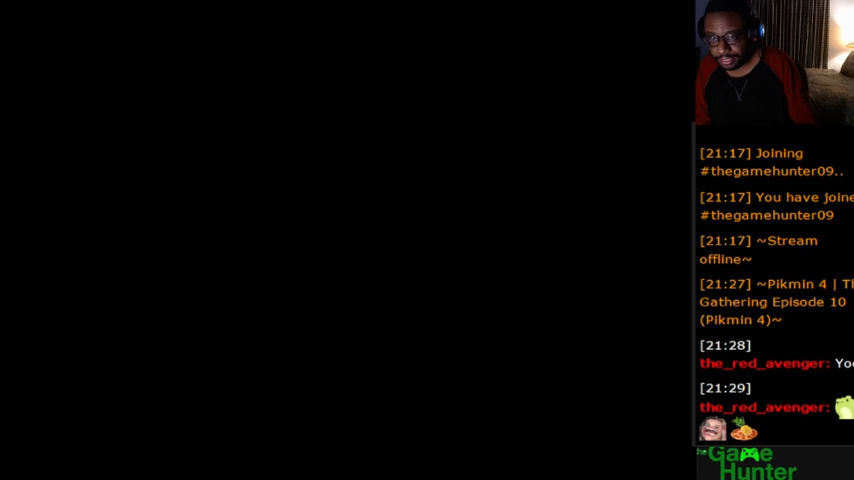 [21:17] Joining
#thegamehunter09..
[21:17] You have joine
#thegamehunter09
[21:17] ~Stream
offline~
[21:27] ~Pikmin 4 | Th
Gathering Episode 10
(Pikmin 4)~
[21:28]
the_red_avenger: Yo
[21:29]
the_red_avenger:
the Game
Hunter